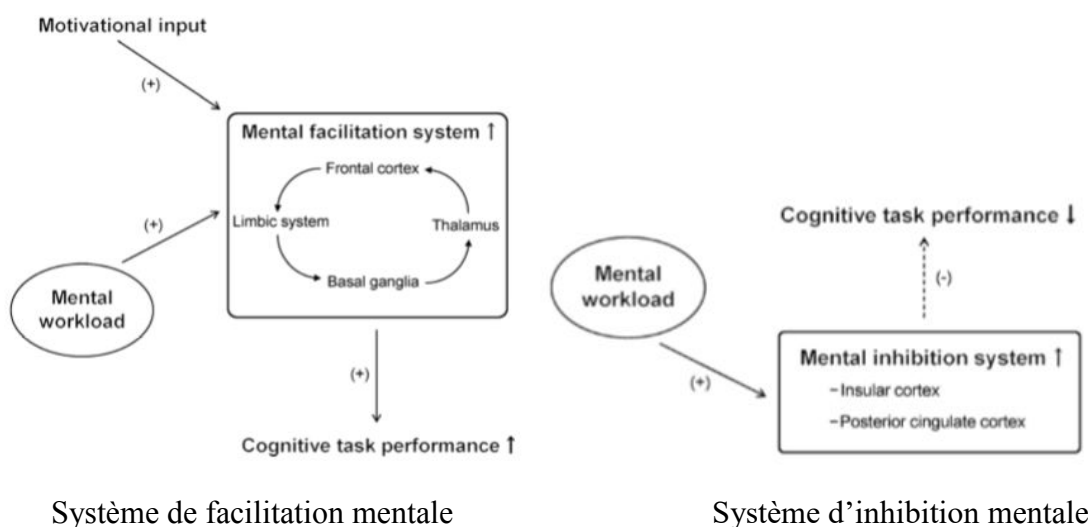 Motivational input
(+)
Mental facilitation system ↑
Frontal cortex
Limbic system
Thalamus
Basal ganglia
(+)
Mental
workload
(+)
Cognitive task performance ↑
Cognitive task performance ↓
(-)
Mental
workload
(+)
Mental inhibition system ↑
–Insular cortex
–Posterior cingulate cortex
Système de facilitation mentale
Système d’inhibition mentale